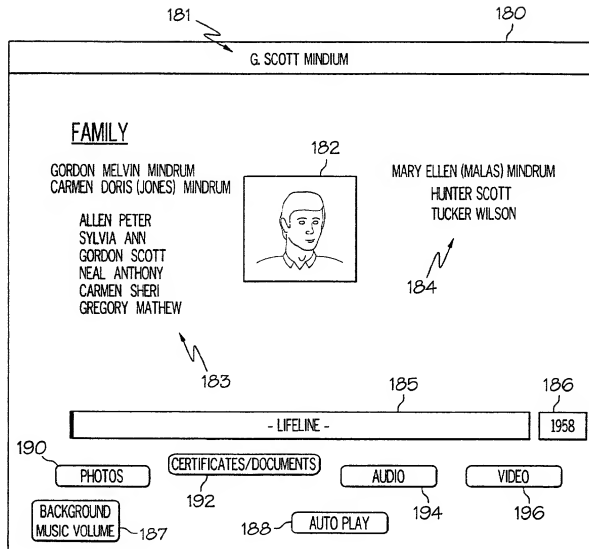 181
180
G. SCOTT MINDIUM
FAMILY
182
GORDON MELVIN MINDRUM
CARMEN DORIS (JONES) MINDRUM
MARY ELLEN (MALAS) MINDRUM
HUNTER SCOTT
TUCKER WILSON
ALLEN PETER
SYLVIA ANN
GORDON SCOTT
NEAL ANTHONY
CARMEN SHERI
GREGORY MATHEW
184
183
185
186
- LIFELINE -
1958
190
PHOTOS
CERTIFICATES/DOCUMENTS
AUDIO
VIDEO
192
194
196
BACKGROUND
MUSIC VOLUME
187
188
AUTO PLAY